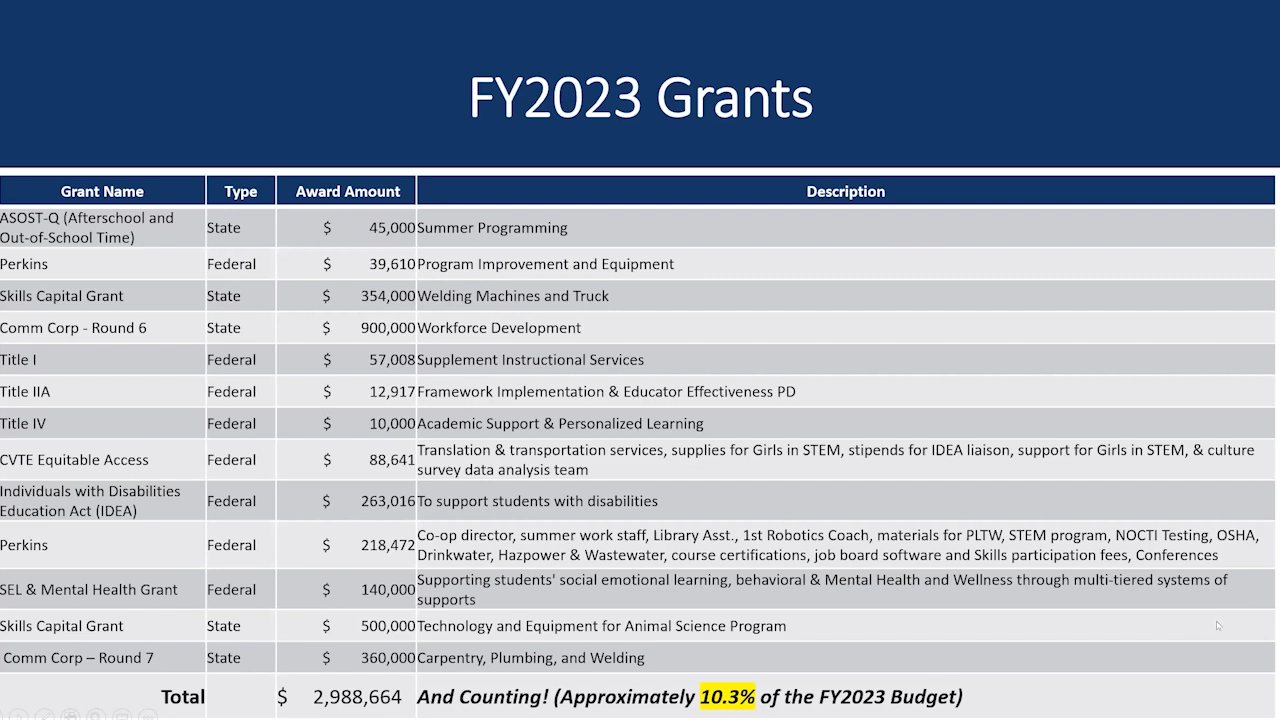 FY2023 Grants
Grant Name Type Award Amount Description
ASOST-Q (Afterschool and
Out-of-School Time) State $ 45,000 Summer Programming
Perkins Federal $ 39,610 Program Improvement and Equipment
Skills Capital Grant State $ 354,000 Welding Machines and Truck
Comm Corp - Round 6 State $ 900,000 Workforce Development
Title I Federal $ 57,008 Supplement Instructional Services
Title IIA Federal $ 12,917 Framework Implementation & Educator Effectiveness PD
Title IV Federal $ 10,000 Academic Support & Personalized Learning
CVTE Equitable Access Federal $ 88,641 Translation & transportation services, supplies for Girls in STEM, stipends for IDEA liaison, support for Girls in STEM, & culture
survey data analysis team
Individuals with Disabilities
Education Act (IDEA) Federal $ 263,016 To support students with disabilities
Perkins Federal $ 218,472 Co-op director, summer work staff, Library Asst., 1st Robotics Coach, materials for PLTW, STEM program, NOCTI Testing, OSHA,
Drinkwater, Hazpower & Wastewater, course certifications, job board software and Skills participation fees, Conferences
SEL & Mental Health Grant Federal $ 140,000 Supporting students' social emotional learning, behavioral & Mental Health and Wellness through multi-tiered systems of
supports
Skills Capital Grant State $ 500,000 Technology and Equipment for Animal Science Program
Comm Corp – Round 7 State $ 360,000 Carpentry, Plumbing, and Welding
Total $ 2,988,664 And Counting! (Approximately 10.3% of the FY2023 Budget)